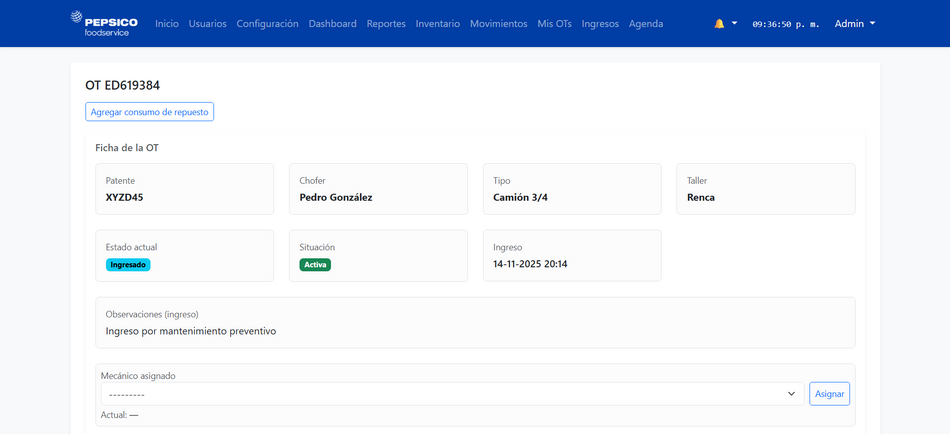 PEPSICO
foodservice
Inicio Usuarios Configuración Dashboard Reportes Inventario Movimientos Mis OTs Ingresos Agenda
09:36:50 p. m.
Admin
OT ED619384
Agregar consumo de repuesto
Ficha de la OT
Patente
XYZD45
Chofer
Pedro González
Tipo
Camión 3/4
Taller
Renca
Estado actual
Ingresado
Situación
Activa
Ingreso
14-11-2025 20:14
Observaciones (ingreso)
Ingreso por mantenimiento preventivo
Mecánico asignado
---------
Asignar
Actual: —